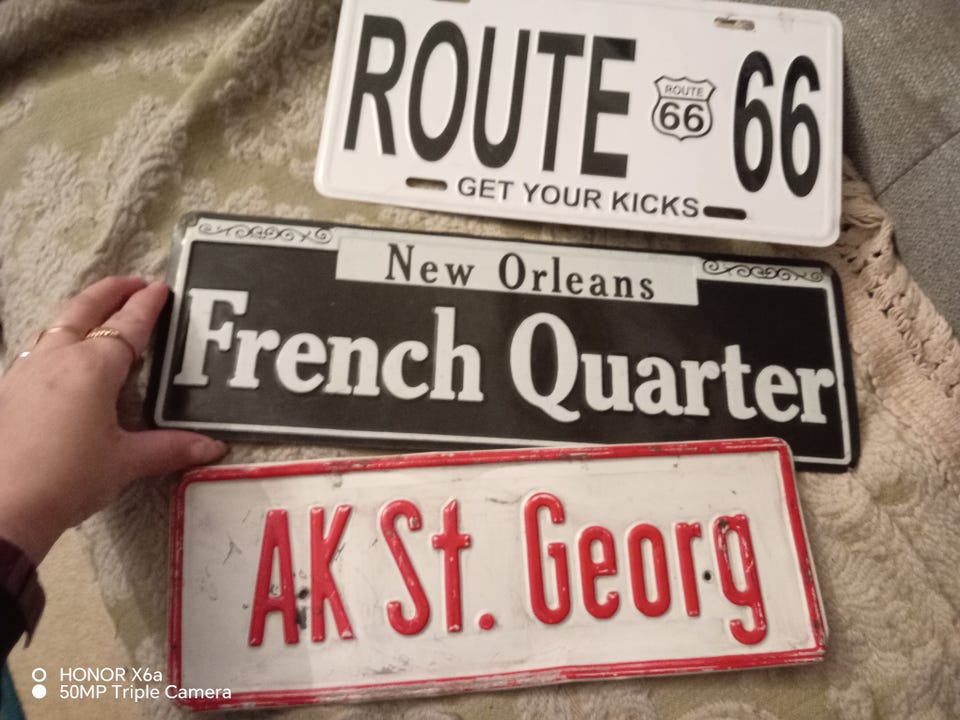 ROUTE 66
ROUTE
66
GET YOUR KICKS
New Orleans
French Quarter
AK St. Georg
HONOR X6a
50MP Triple Camera